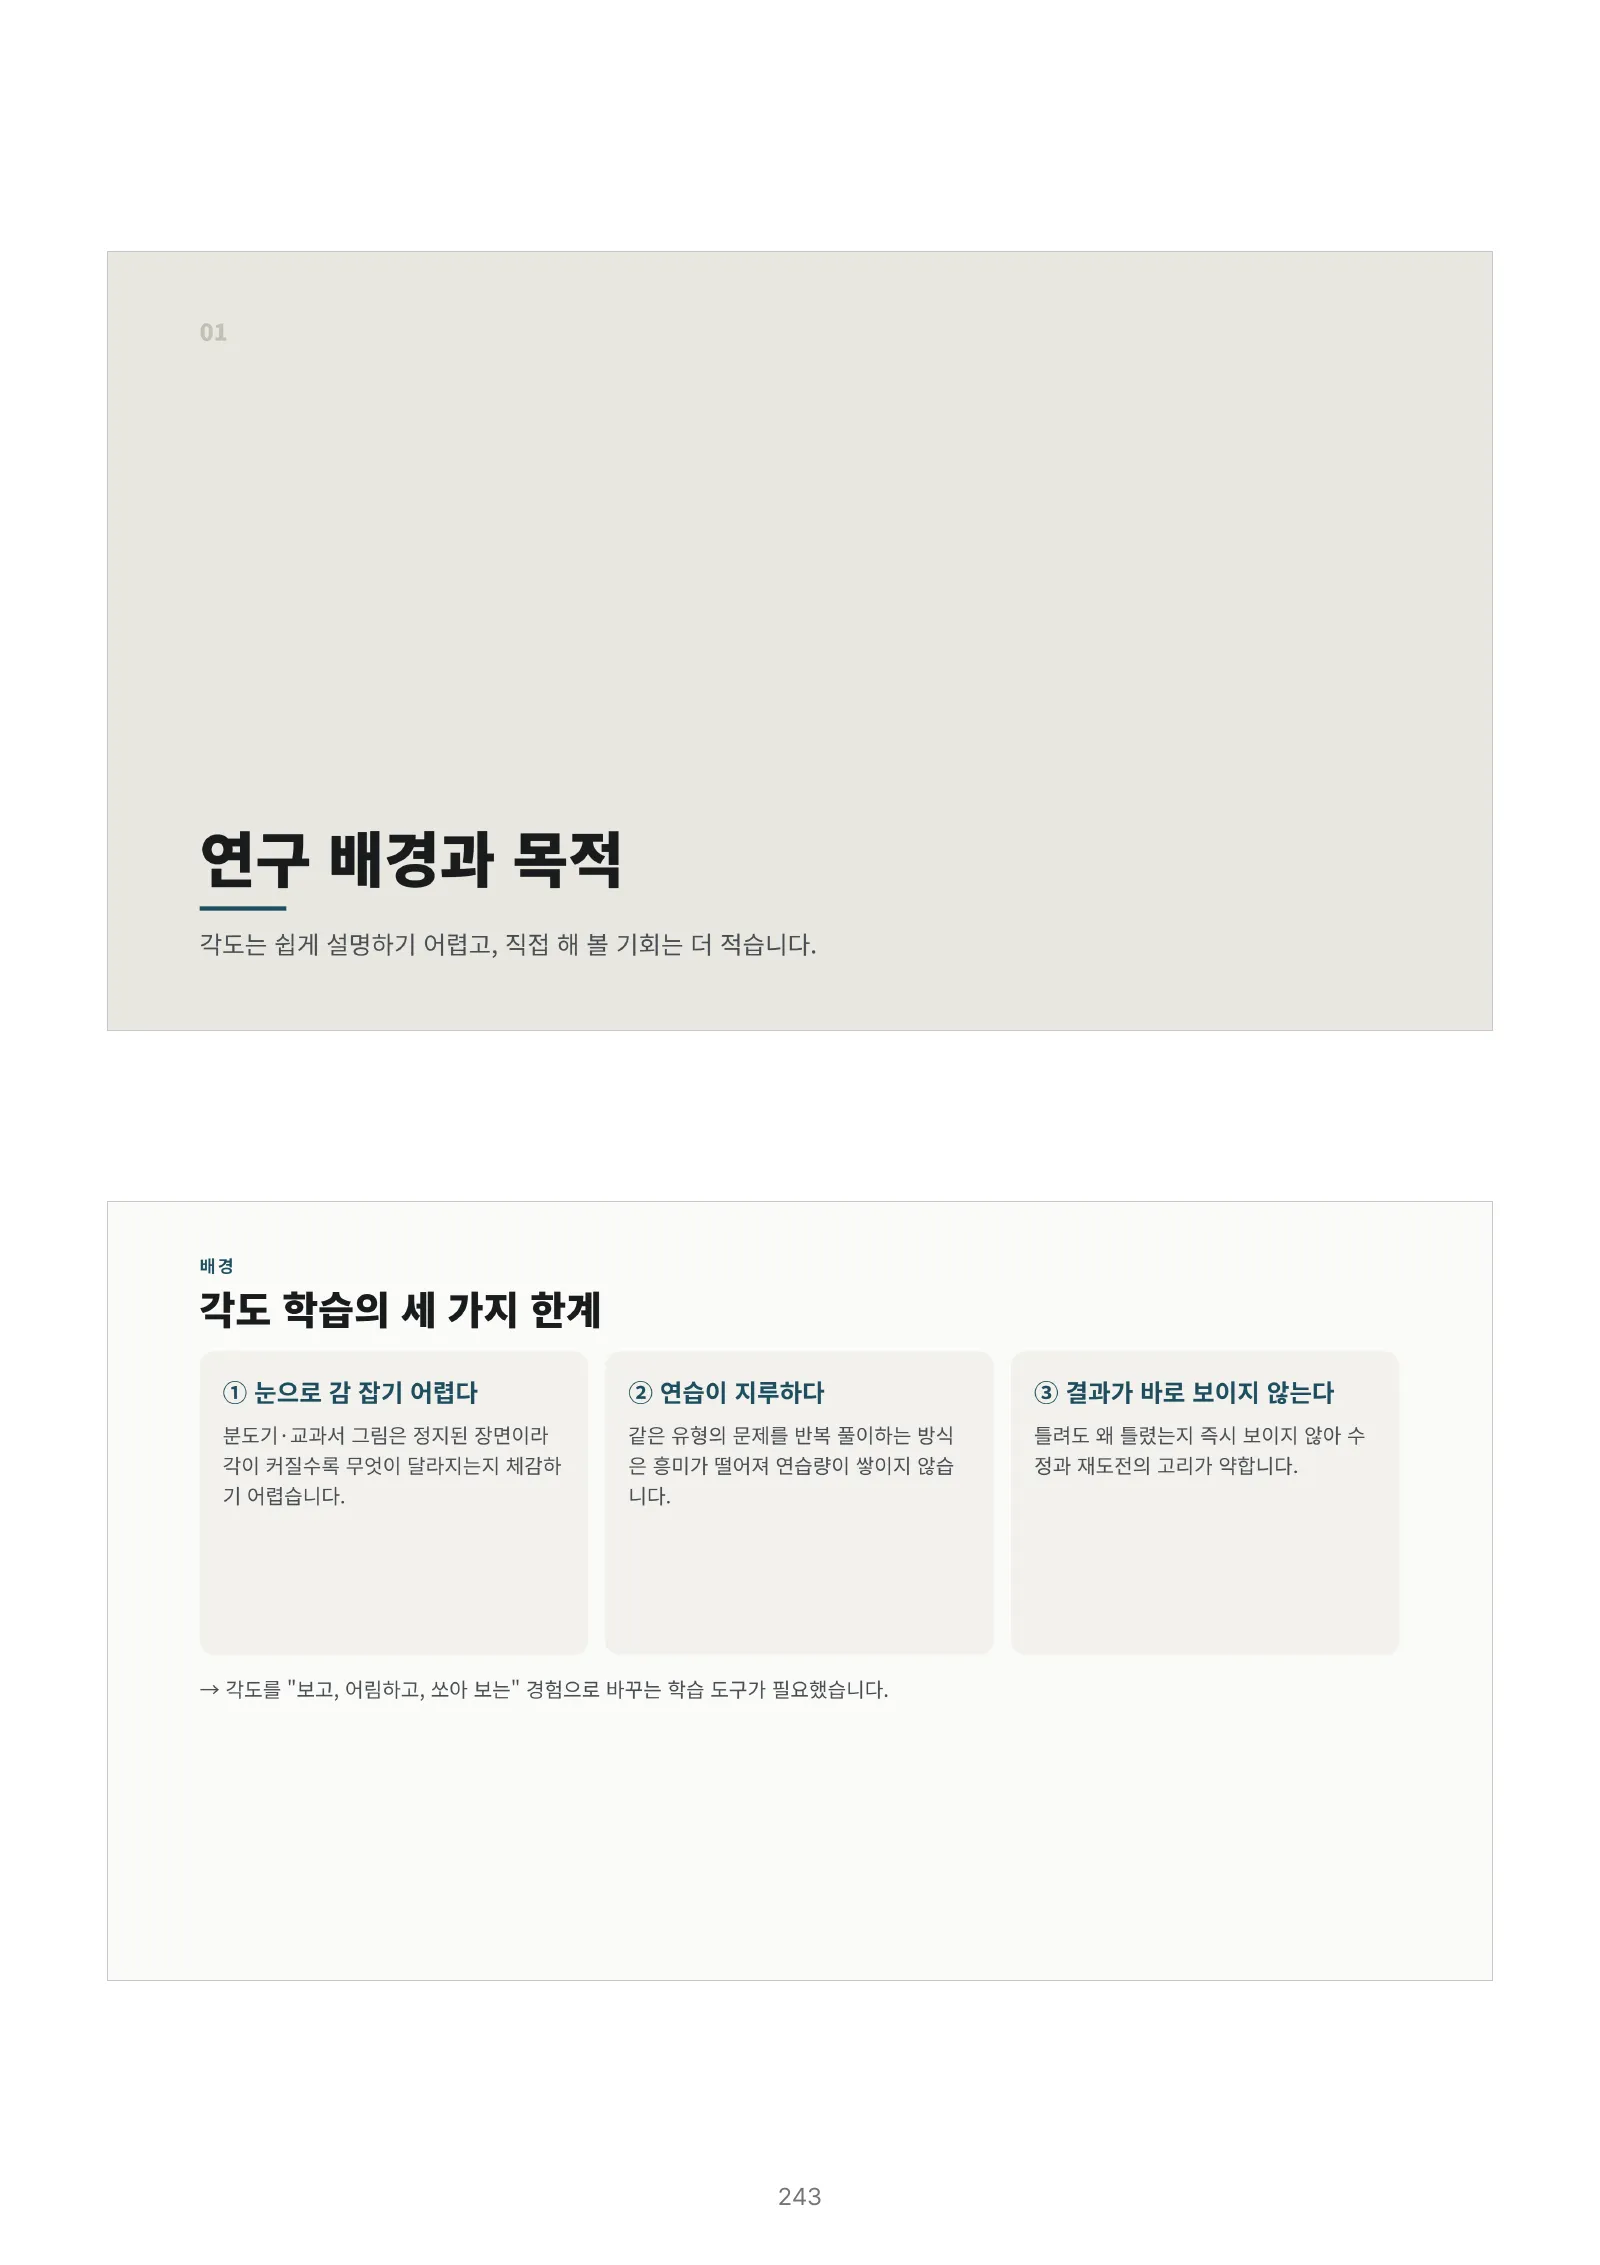 01
연구 배경과 목적
각도는 쉽게 설명하기 어렵고, 직접 해 볼 기회는 더 적습니다.
배경
각도 학습의 세 가지 한계
① 눈으로 감 잡기 어렵다
분도기·교과서 그림은 정지된 장면이라
각이 커질수록 무엇이 달라지는지 체감하
기 어렵습니다.
② 연습이 지루하다
같은 유형의 문제를 반복 풀이하는 방식
은 흥미가 떨어져 연습량이 쌓이지 않습
니다.
③ 결과가 바로 보이지 않는다
틀려도 왜 틀렸는지 즉시 보이지 않아 수
정과 재도전의 고리가 약합니다.
→ 각도를 "보고, 어림하고, 쏘아 보는" 경험으로 바꾸는 학습 도구가 필요했습니다.
243